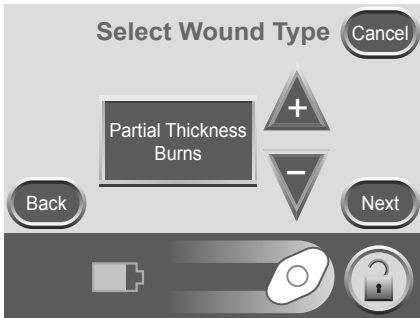 Select Wound Type
Cancel
+
Partial Thickness
Burns
−
Back
Next